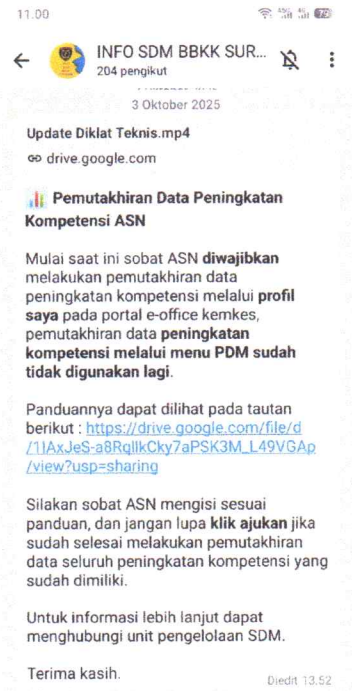 11.00
79
INFO SDM BBKK SUR...
204 pengikut
3 Oktober 2025
Update Diklat Teknis.mp4
drive.google.com
Pemutakhiran Data Peningkatan
Kompetensi ASN
Mulai saat ini sobat ASN diwajibkan
melakukan pemutakhiran data
peningkatan kompetensi melalui profil
saya pada portal e-office kemkes,
pemutakhiran data peningkatan
kompetensi melalui menu PDM sudah
tidak digunakan lagi.
Panduannya dapat dilihat pada tautan
berikut : https://drive.google.com/file/d
/1IAxJeS-a8RqIlkCky7aPSK3M_L49VGAp
/view?usp=sharing
Silakan sobat ASN mengisi sesuai
panduan, dan jangan lupa klik ajukan jika
sudah selesai melakukan pemutakhiran
data seluruh peningkatan kompetensi yang
sudah dimiliki.
Untuk informasi lebih lanjut dapat
menghubungi unit pengelolaan SDM.
Terima kasih.
Diedit 13.52